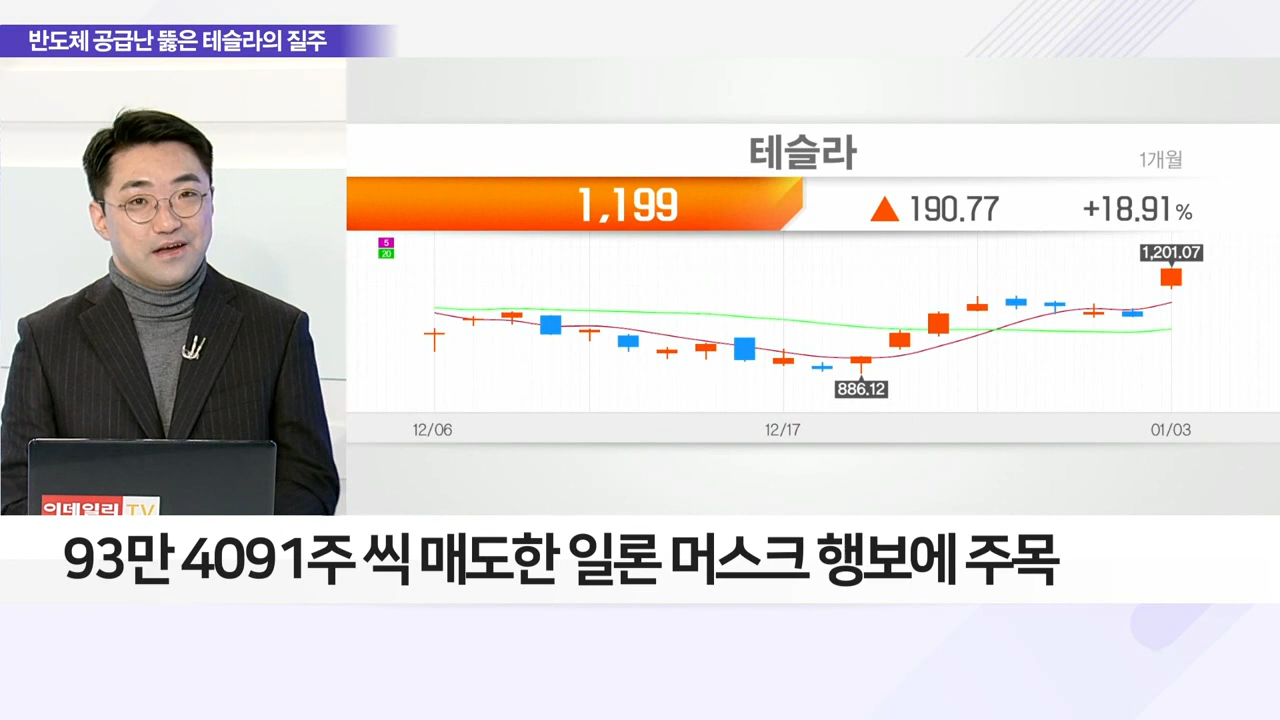 반도체 공급난 뚫은 테슬라의 질주
테슬라
1개월
1,199
▲ 190.77
+18.91%
5
20
1,201.07
886.12
12/06
12/17
01/03
이데일리 TV
93만 4091주 씩 매도한 일론 머스크 행보에 주목